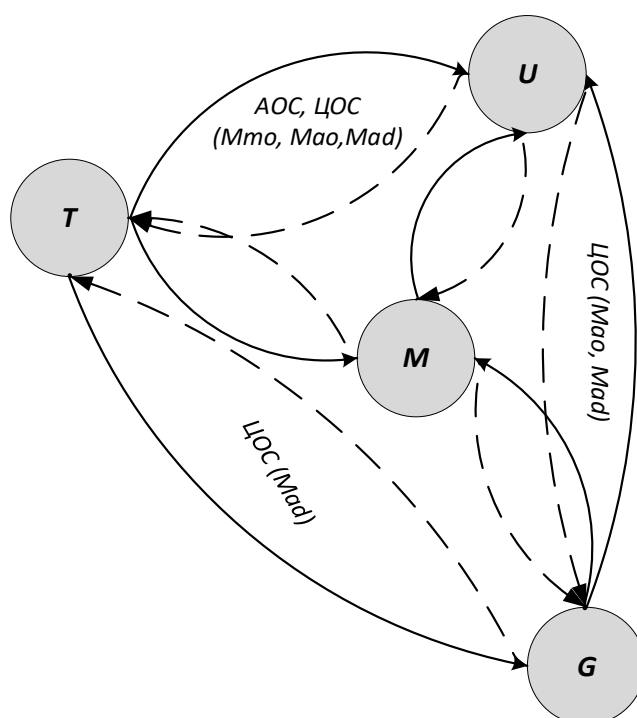 U
АОС, ЦОС
(Mmo, Mao,Mad)
T
ЦОС (Mao, Mad)
M
ЦОС (Mad)
G